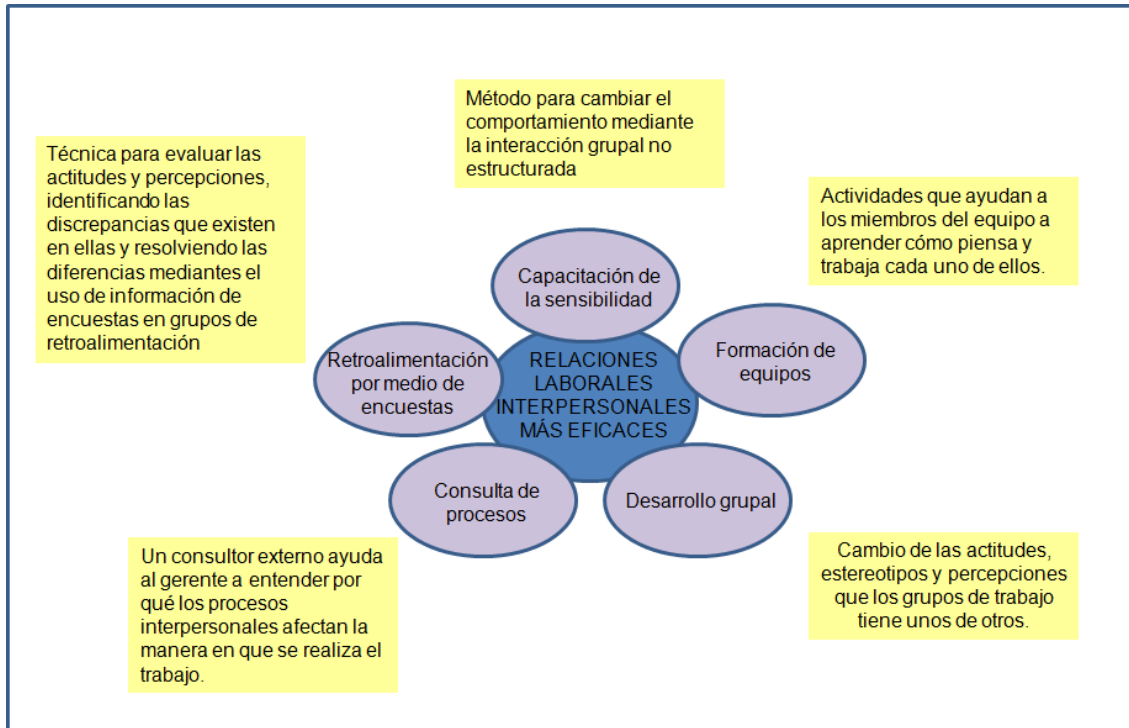 Método para cambiar el
comportamiento mediante
la interacción grupal no
estructurada
Técnica para evaluar las
actitudes y percepciones,
identificando las
discrepancias que existen
en ellas y resolviendo las
diferencias mediantes el
uso de información de
encuestas en grupos de
retroalimentación
Actividades que ayudan a
los miembros del equipo a
aprender cómo piensa y
trabaja cada uno de ellos.
Capacitación de
la sensibilidad
Retroalimentación
por medio de
encuestas
RELACIONES
LABORALES
INTERPERSONALES
MÁS EFICACES
Formación de
equipos
Consulta de
procesos
Desarrollo grupal
Un consultor externo ayuda
al gerente a entender por
qué los procesos
interpersonales afectan la
manera en que se realiza el
trabajo.
Cambio de las actitudes,
estereotipos y percepciones
que los grupos de trabajo
tiene unos de otros.